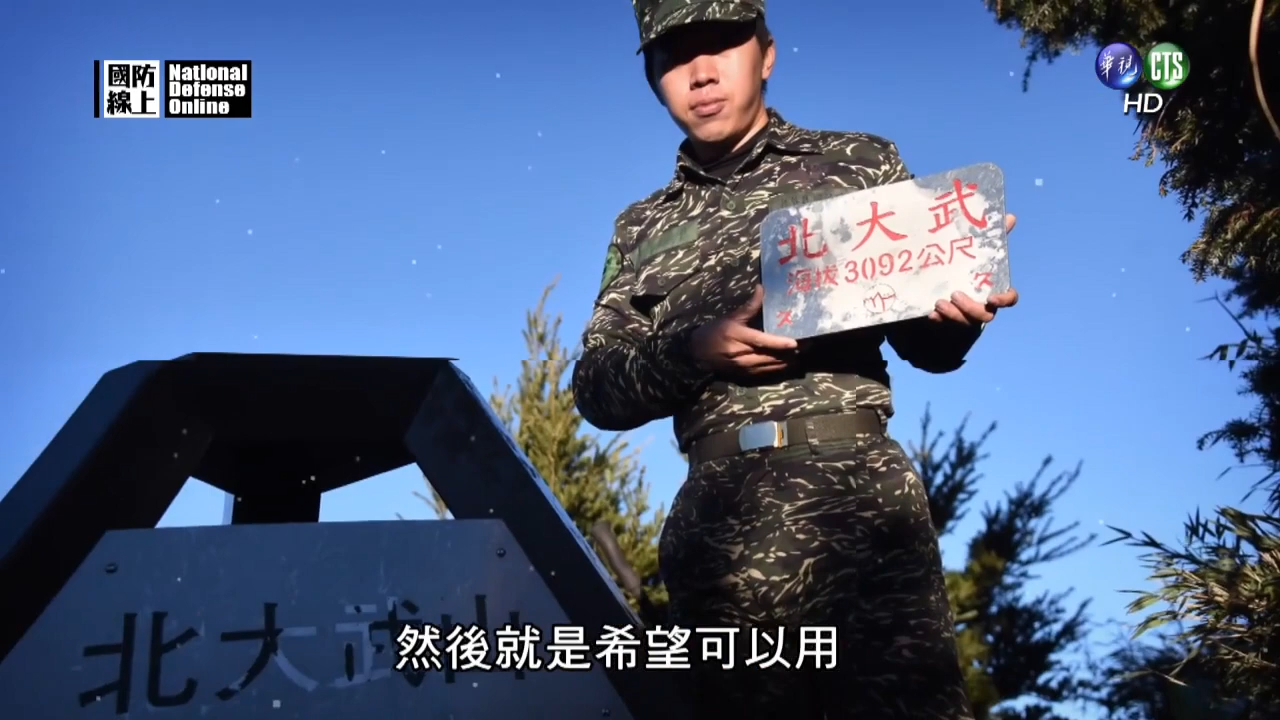 國防
線上
National
Defense
Online
華視
CTS
HD
北大武
海拔3092公尺
北大武山
然後就是希望可以用